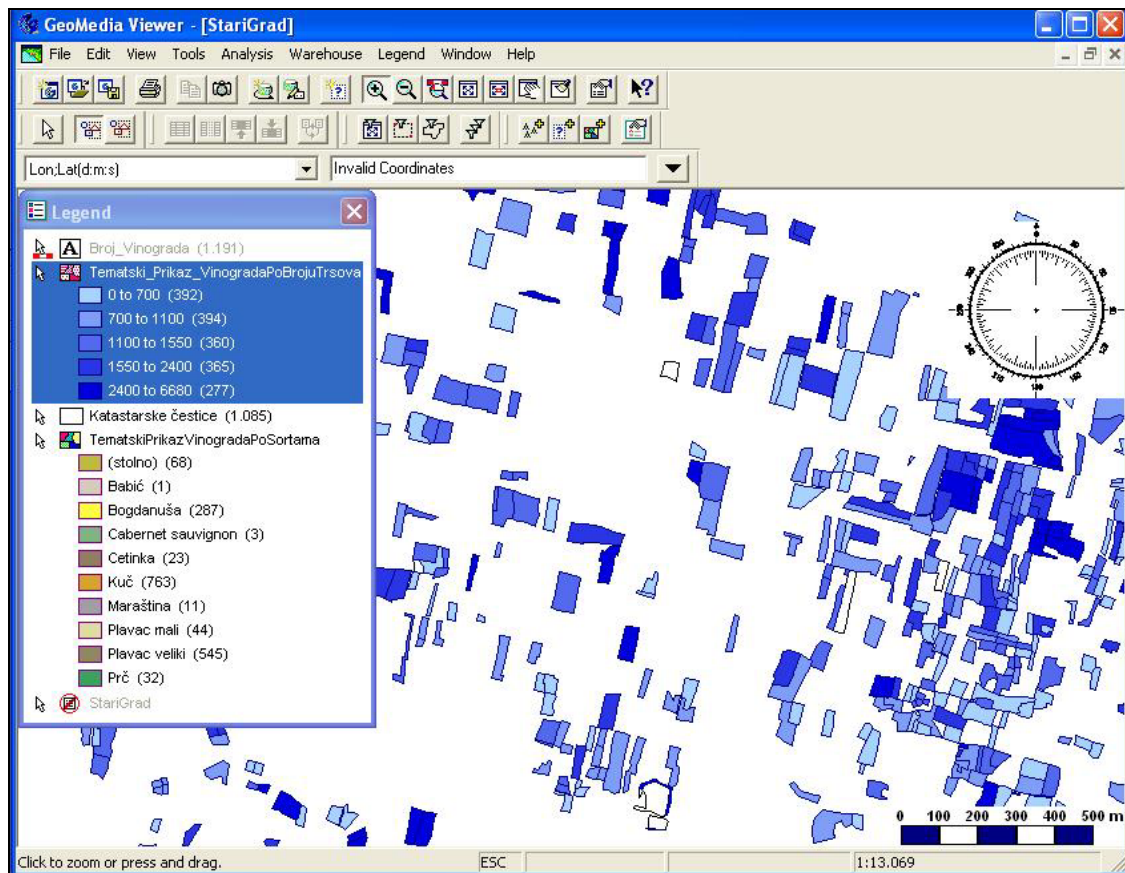 GeoMedia Viewer - [StariGrad]
File Edit View Tools Analysis Warehouse Legend Window Help
Lon;Lat(d:m:s)
Invalid Coordinates
Legend
Broj_Vinograda (1.191)
Tematski_Prikaz_VinogradaPoBrojuTrsova
0 to 700 (392)
700 to 1100 (394)
1100 to 1550 (360)
1550 to 2400 (365)
2400 to 6680 (277)
Katastarske čestice (1.085)
TematskiPrikazVinogradaPoSortama
(stolno) (68)
Babić (1)
Bogdanuša (287)
Cabernet sauvignon (3)
Cetinka (23)
Kuč (763)
Maraština (11)
Plavac mali (44)
Plavac veliki (545)
Prč (32)
StariGrad
0 100 200 300 400 500 m
Click to zoom or press and drag.
ESC
1:13.069